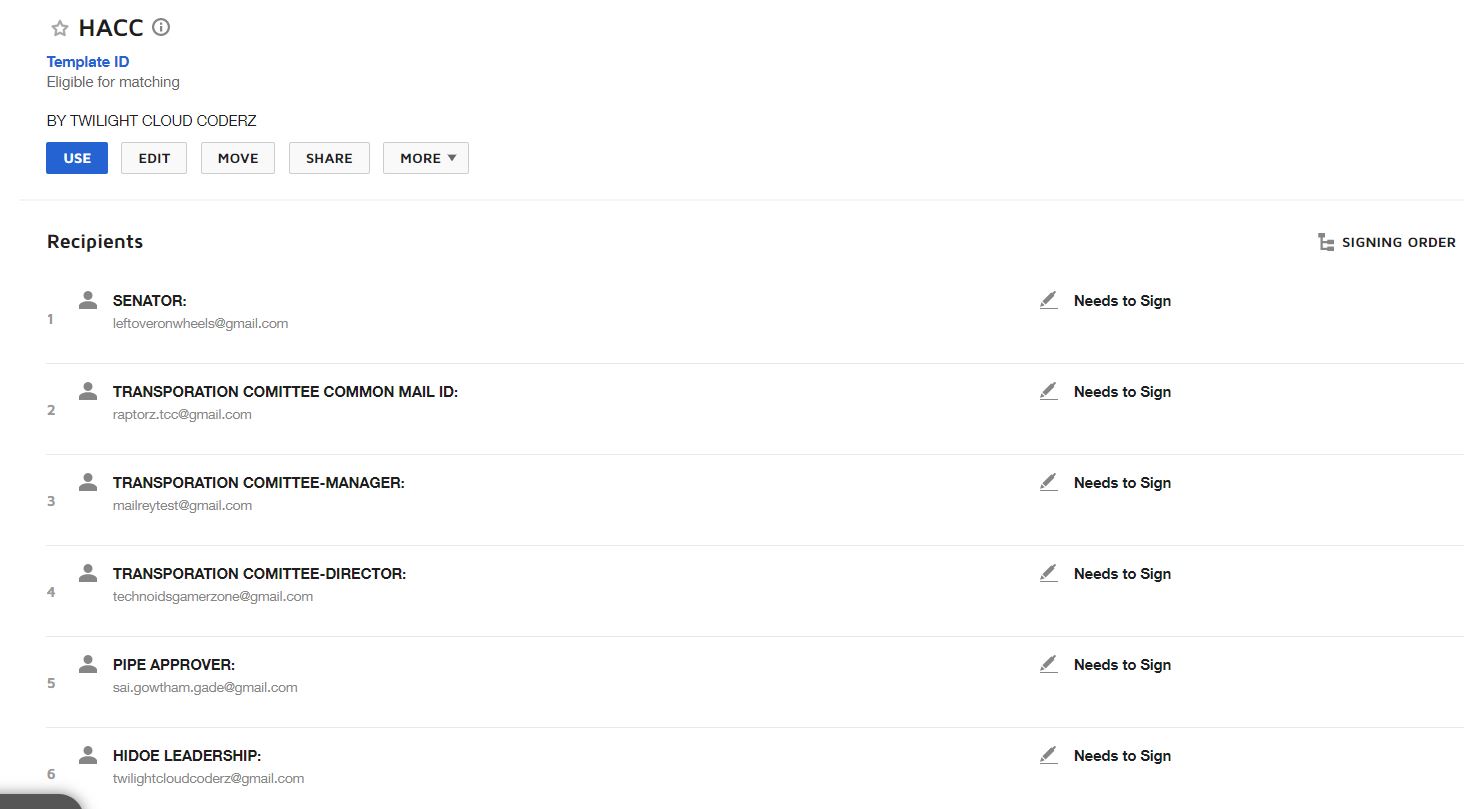 HACC
Template ID
Eligible for matching
BY TWILIGHT CLOUD CODERZ
USE EDIT MOVE SHARE MORE
Recipients SIGNING ORDER
1 SENATOR: Needs to Sign
leftoveronwheels@gmail.com
2 TRANSPORATION COMITTEE COMMON MAIL ID: Needs to Sign
raptorz.tcc@gmail.com
3 TRANSPORATION COMITTEE-MANAGER: Needs to Sign
mailreytest@gmail.com
4 TRANSPORATION COMITTEE-DIRECTOR: Needs to Sign
technoidsgamerzone@gmail.com
5 PIPE APPROVER: Needs to Sign
sai.gowtham.gade@gmail.com
6 HIDOE LEADERSHIP: Needs to Sign
twilightcloudcoderz@gmail.com